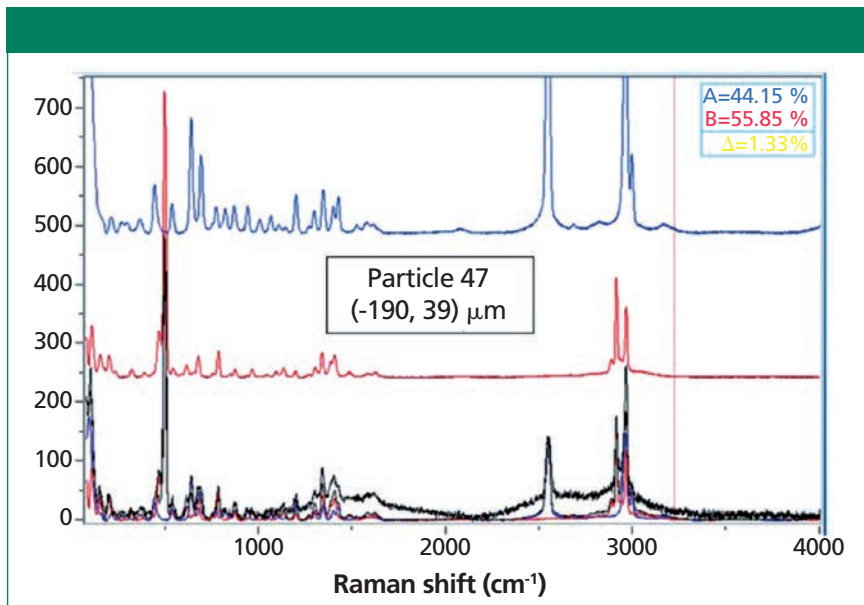 700
600
500
400
300
200
100
0
A=44.15 %
B=55.85 %
Δ=1.33%
Particle 47
(-190, 39) μm
1000 2000 3000 4000
Raman shift (cm⁻¹)